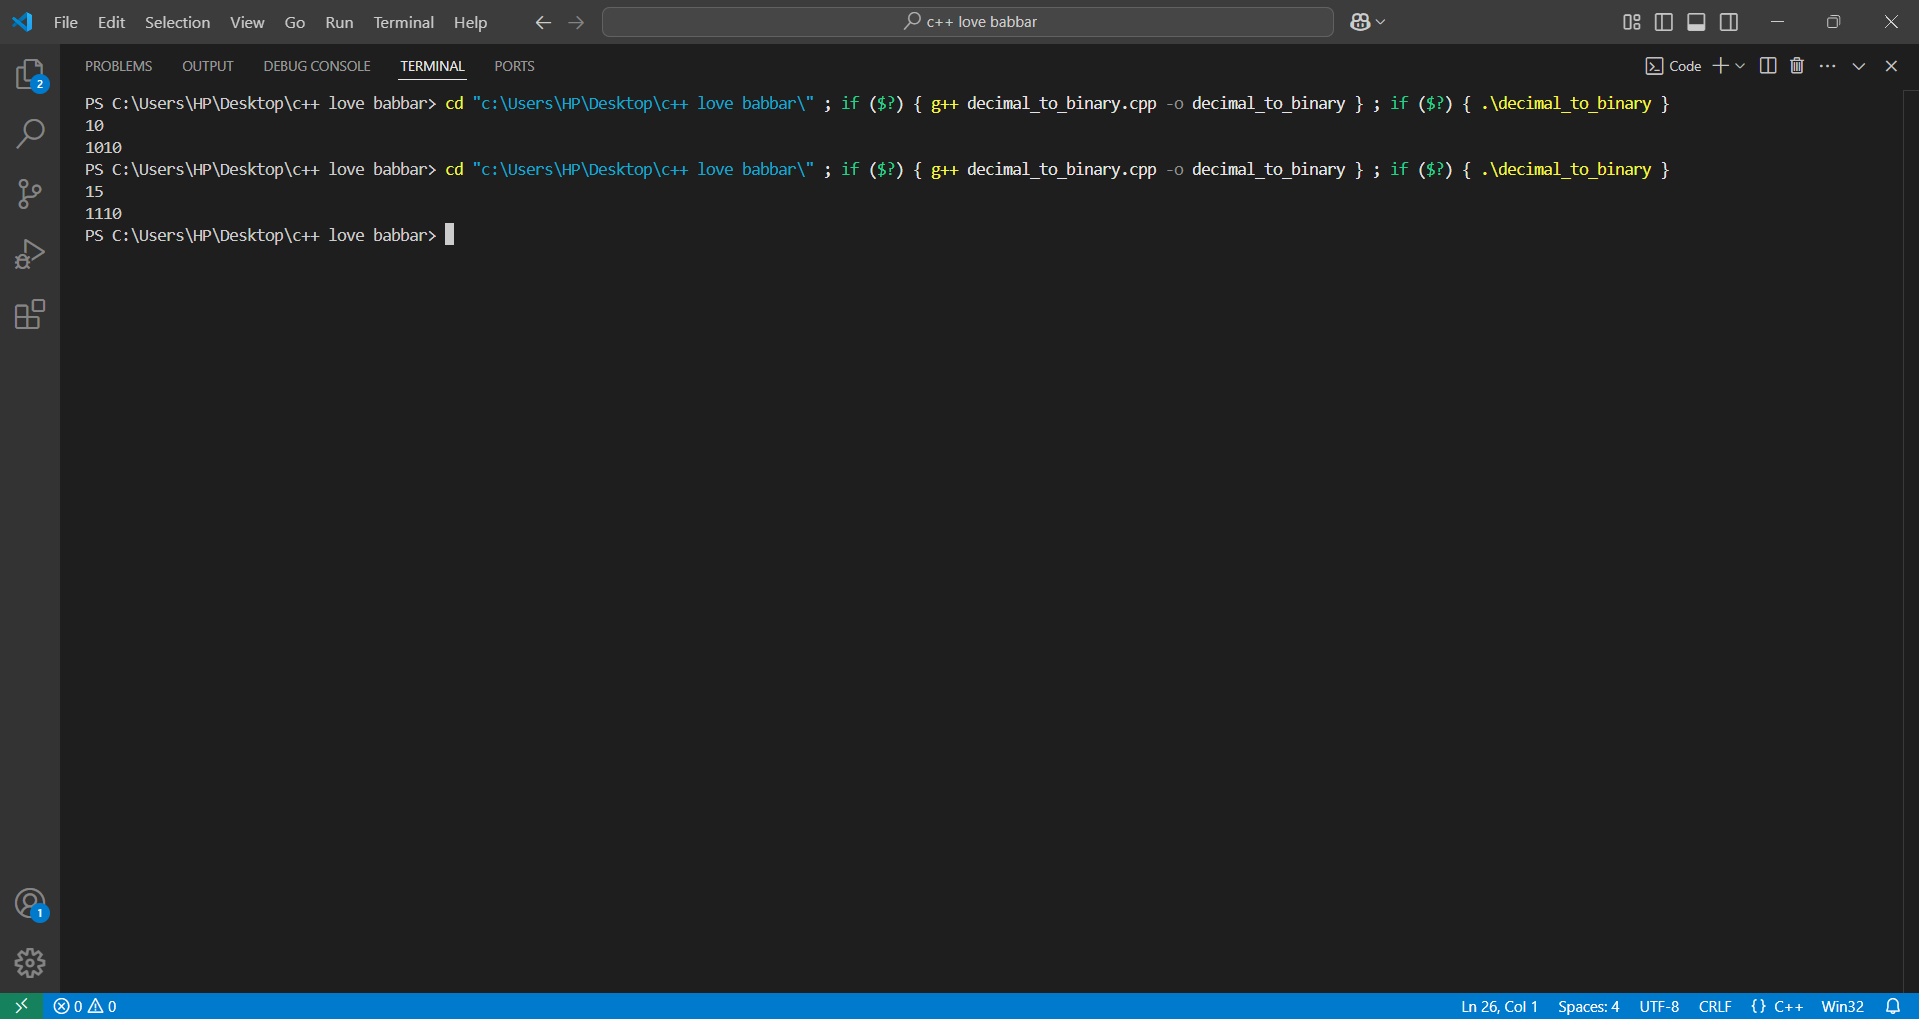 File Edit Selection View Go Run Terminal Help c++ love babbar
PROBLEMS OUTPUT DEBUG CONSOLE TERMINAL PORTS Code
2
PS C:\Users\HP\Desktop\c++ love babbar> cd "c:\Users\HP\Desktop\c++ love babbar\" ; if ($?) { g++ decimal_to_binary.cpp -o decimal_to_binary } ; if ($?) { .\decimal_to_binary }
10
1010
PS C:\Users\HP\Desktop\c++ love babbar> cd "c:\Users\HP\Desktop\c++ love babbar\" ; if ($?) { g++ decimal_to_binary.cpp -o decimal_to_binary } ; if ($?) { .\decimal_to_binary }
15
1110
PS C:\Users\HP\Desktop\c++ love babbar>
1
0 0 Ln 26, Col 1 Spaces: 4 UTF-8 CRLF {} C++ Win32